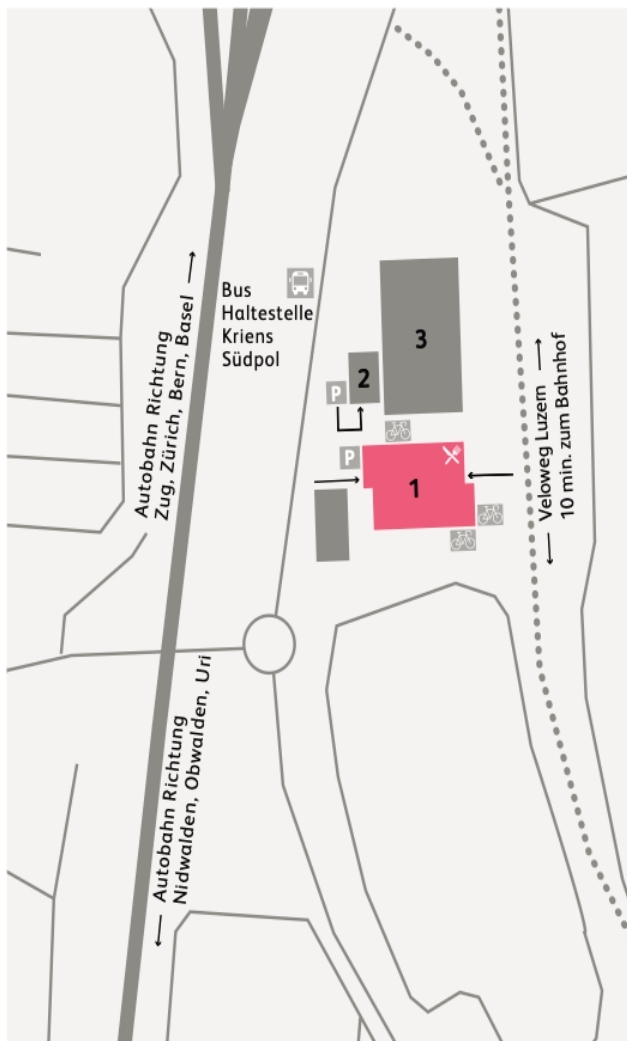 Bus
Haltestelle
Kriens
Südpol
3
2
P
P
1
Autobahn Richtung
Zug, Zürich, Bern, Basel
Veloweg Luzern
10 min. zum Bahnhof
Autobahn Richtung
Nidwalden, Obwalden, Uri